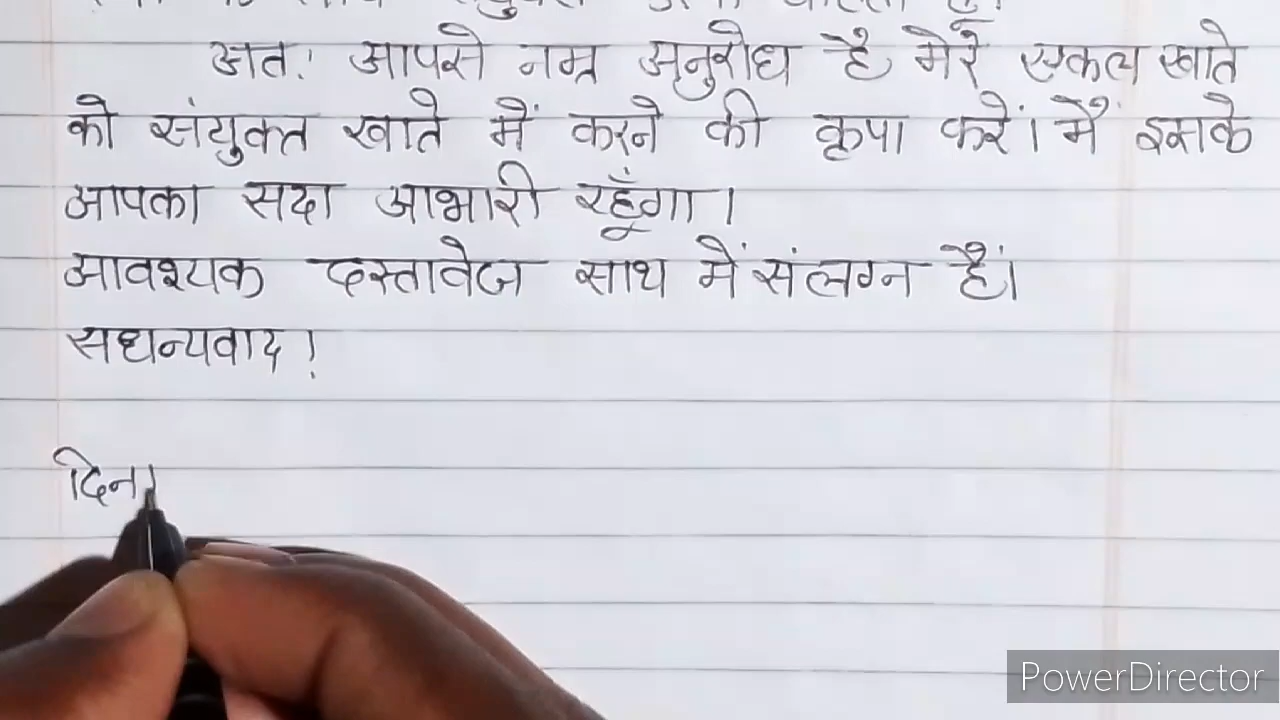 अत: आपसे नम्र अनुरोध है मेरे एकल खाते
को संयुक्त खाते में करने की कृपा करें। मैं इसके
आपका सदा आभारी रहूँगा।
आवश्यक दस्तावेज साथ में संलग्न हैं।
सधन्यवाद!
दिना
PowerDirector